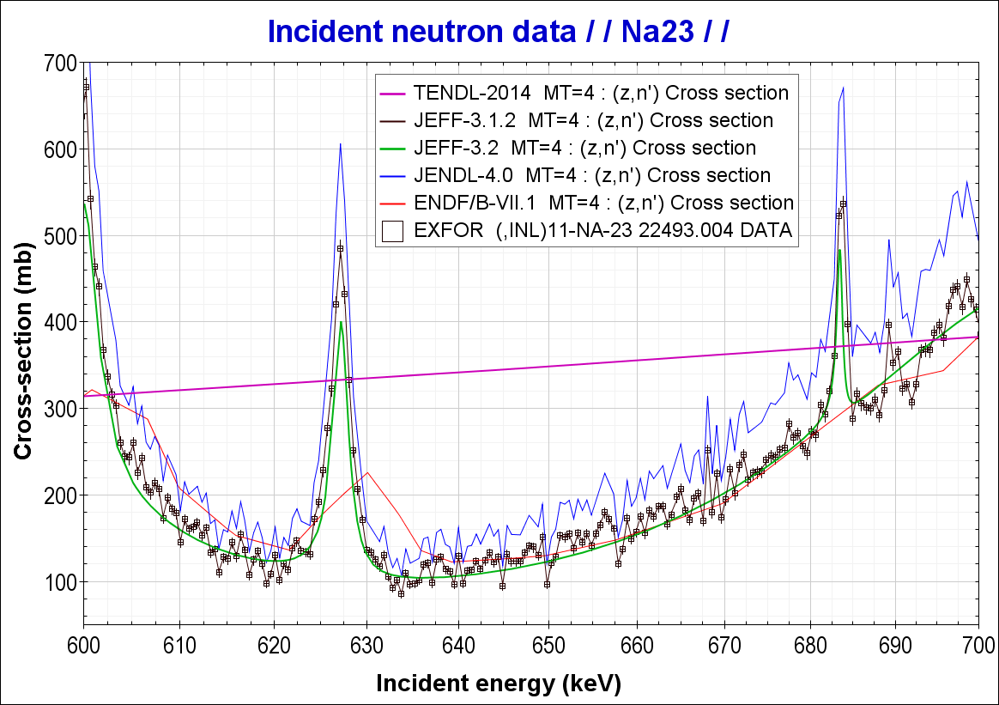 Incident neutron data / / Na23 / /
TENDL-2014 MT=4 : (z,n') Cross section
JEFF-3.1.2 MT=4 : (z,n') Cross section
JEFF-3.2 MT=4 : (z,n') Cross section
JENDL-4.0 MT=4 : (z,n') Cross section
ENDF/B-VII.1 MT=4 : (z,n') Cross section
EXFOR (,INL)11-NA-23 22493.004 DATA
Cross-section (mb)
700
600
500
400
300
200
100
600 610 620 630 640 650 660 670 680 690 700
Incident energy (keV)